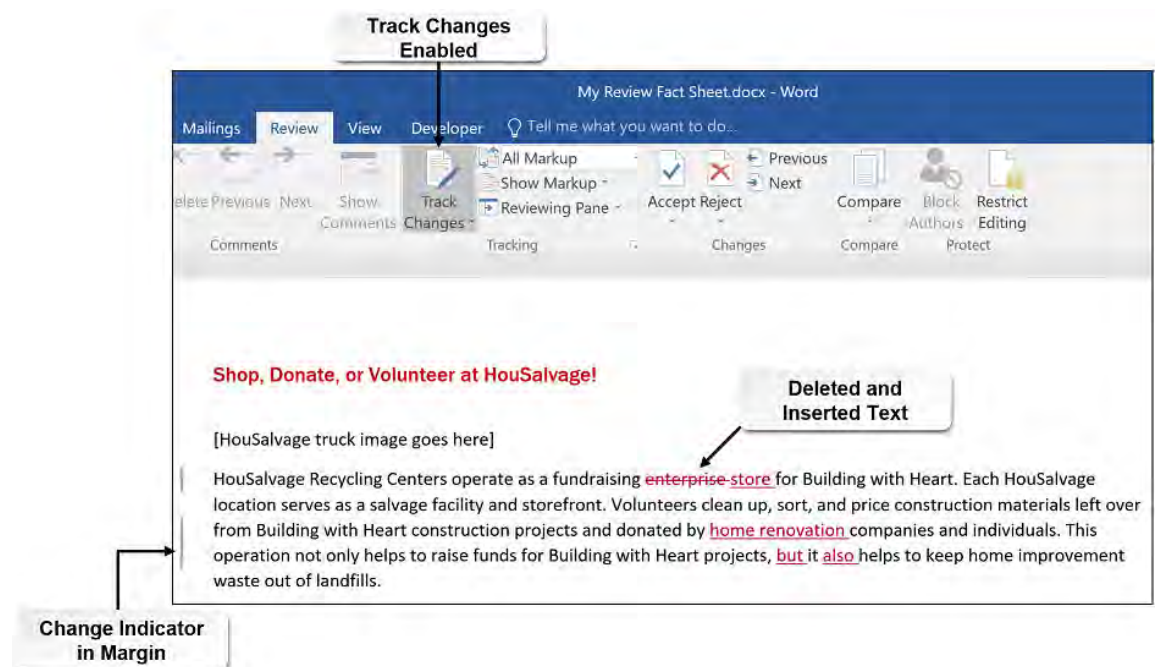 Track Changes
Enabled
My Review Fact Sheet.docx - Word
Mailings Review View Developer Tell me what you want to do...
All Markup
Show Markup
Reviewing Pane
Previous
Next
elete Previous Next
Show
Comments
Track
Changes
Accept Reject
Compare
Block
Authors
Restrict
Editing
Comments Tracking Changes Compare Protect
Shop, Donate, or Volunteer at HouSalvage!
Deleted and
Inserted Text
[HouSalvage truck image goes here]
HouSalvage Recycling Centers operate as a fundraising enterprise store for Building with Heart. Each HouSalvage
location serves as a salvage facility and storefront. Volunteers clean up, sort, and price construction materials left over
from Building with Heart construction projects and donated by home renovation companies and individuals. This
operation not only helps to raise funds for Building with Heart projects, but it also helps to keep home improvement
waste out of landfills.
Change Indicator
in Margin